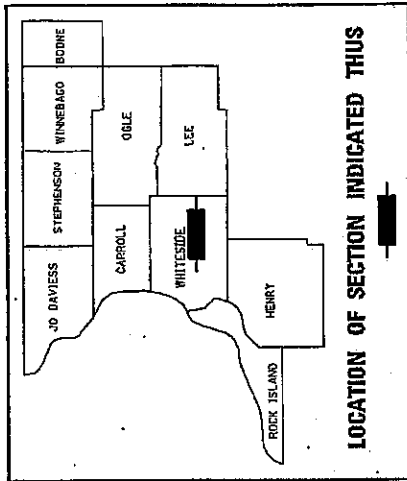 JO DAVIESS
STEPHENSON
WINNEBAGO
BOONE
CARROLL
OGLE
WHITESIDE
LEE
ROCK ISLAND
HENRY
LOCATION OF SECTION INDICATED THUS